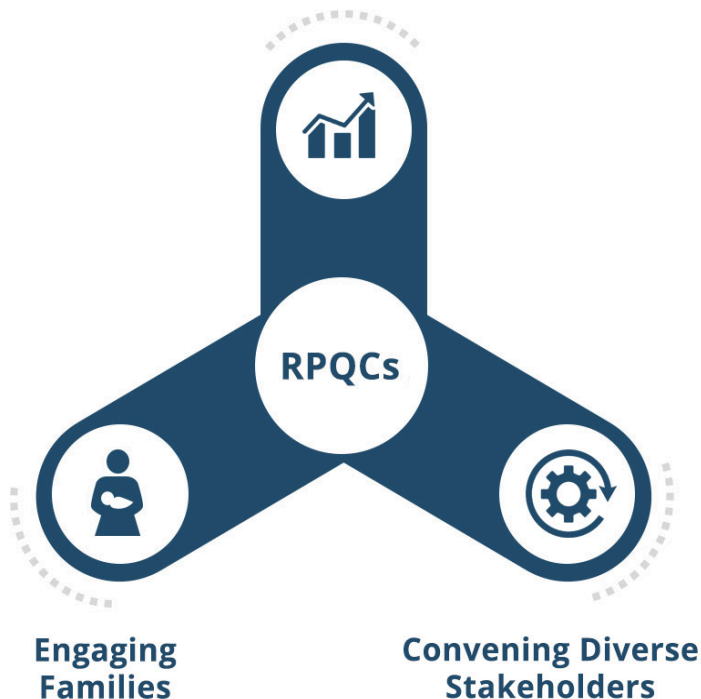 RPQCs
Engaging
Families
Convening Diverse
Stakeholders